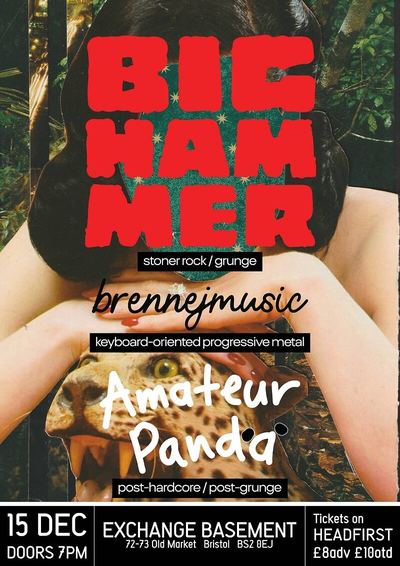 BIG
HAM
MER
stoner rock / grunge
brennejmusic
keyboard-oriented progressive metal
Amateur
Panda
post-hardcore / post-grunge
15 DEC
DOORS 7PM
EXCHANGE BASEMENT
72-73 Old Market Bristol BS2 0EJ
Tickets on
HEADFIRST
£8adv £10otd